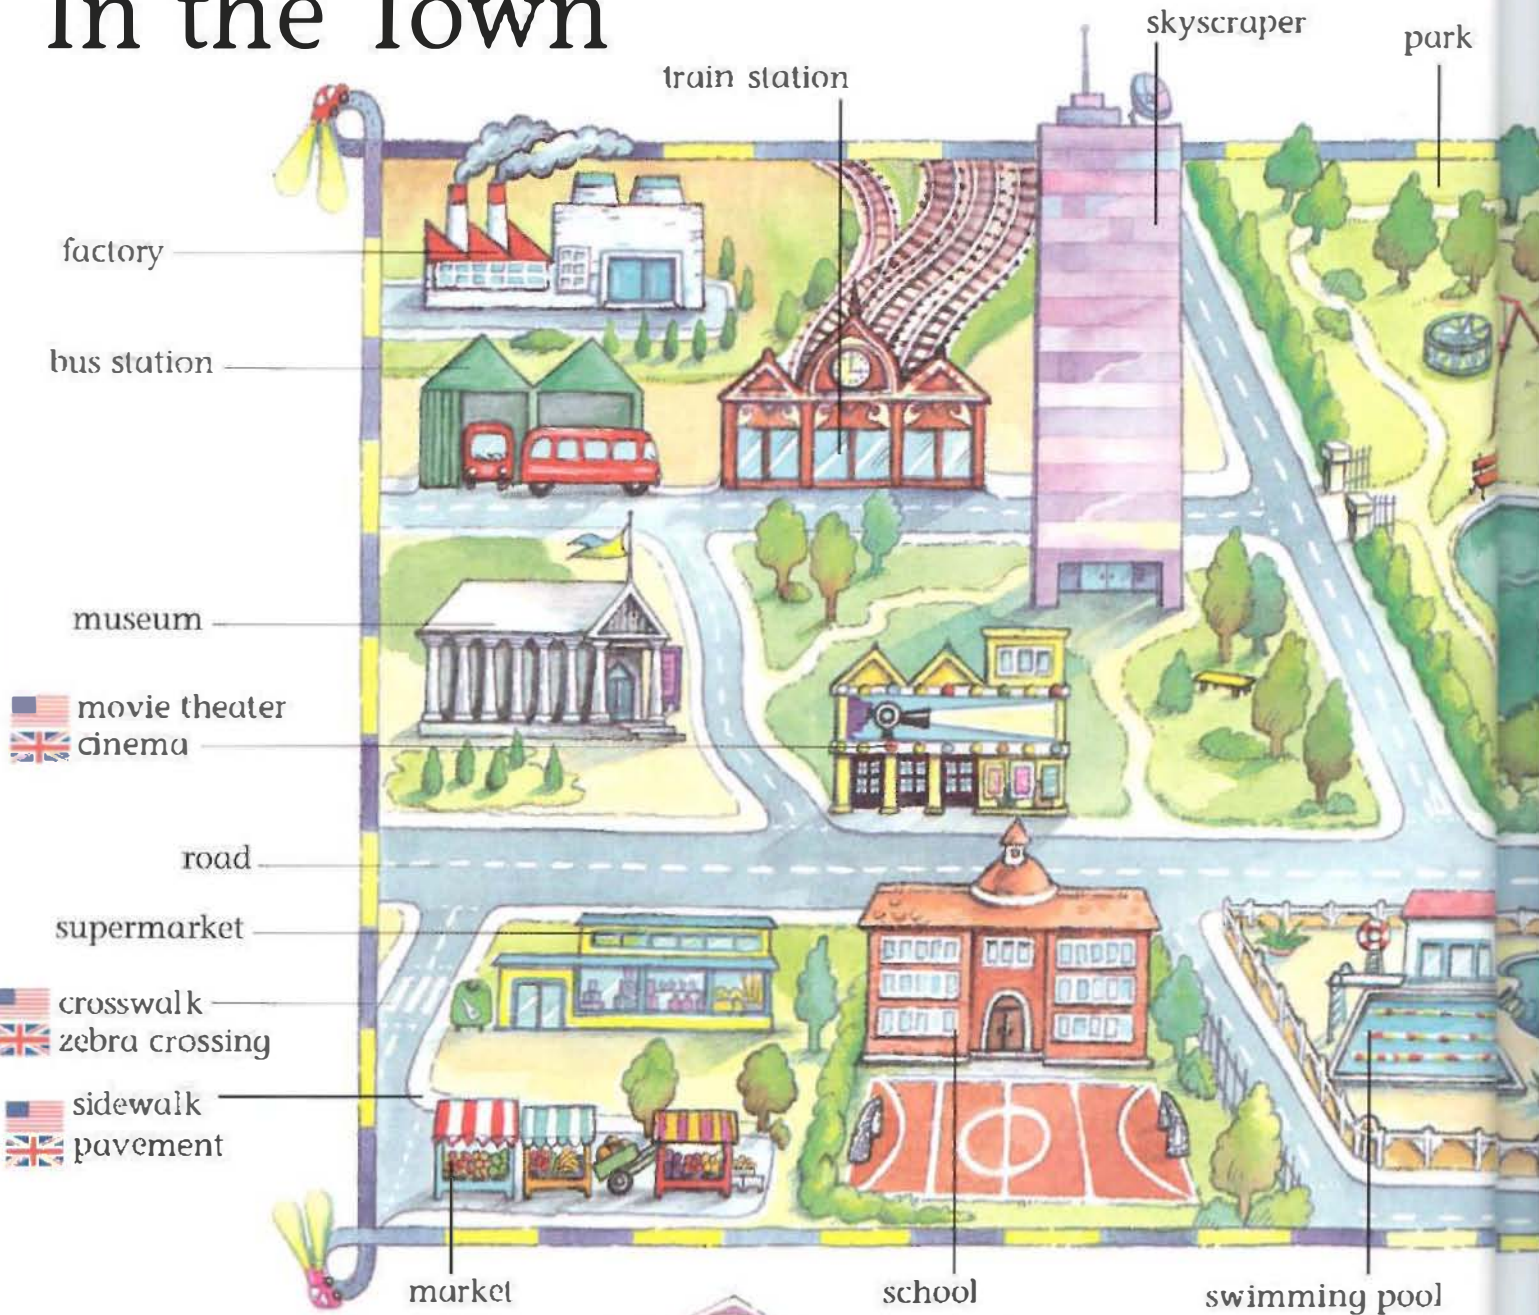 In the Town
skyscraper
park
train station
factory
bus station
museum
movie theater
cinema
road
supermarket
crosswalk
zebra crossing
sidewalk
pavement
market
school
swimming pool